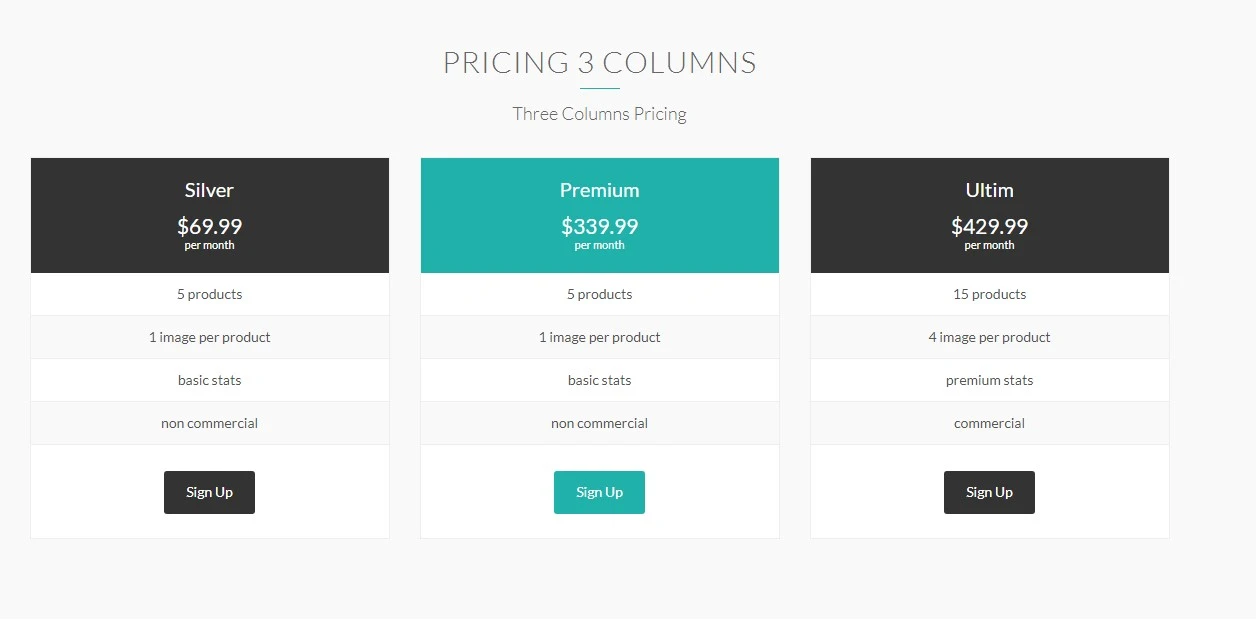 PRICING 3 COLUMNS
Three Columns Pricing
Silver
$69.99
per month
5 products
1 image per product
basic stats
non commercial
Sign Up
Premium
$339.99
per month
5 products
1 image per product
basic stats
non commercial
Sign Up
Ultim
$429.99
per month
15 products
4 image per product
premium stats
commercial
Sign Up